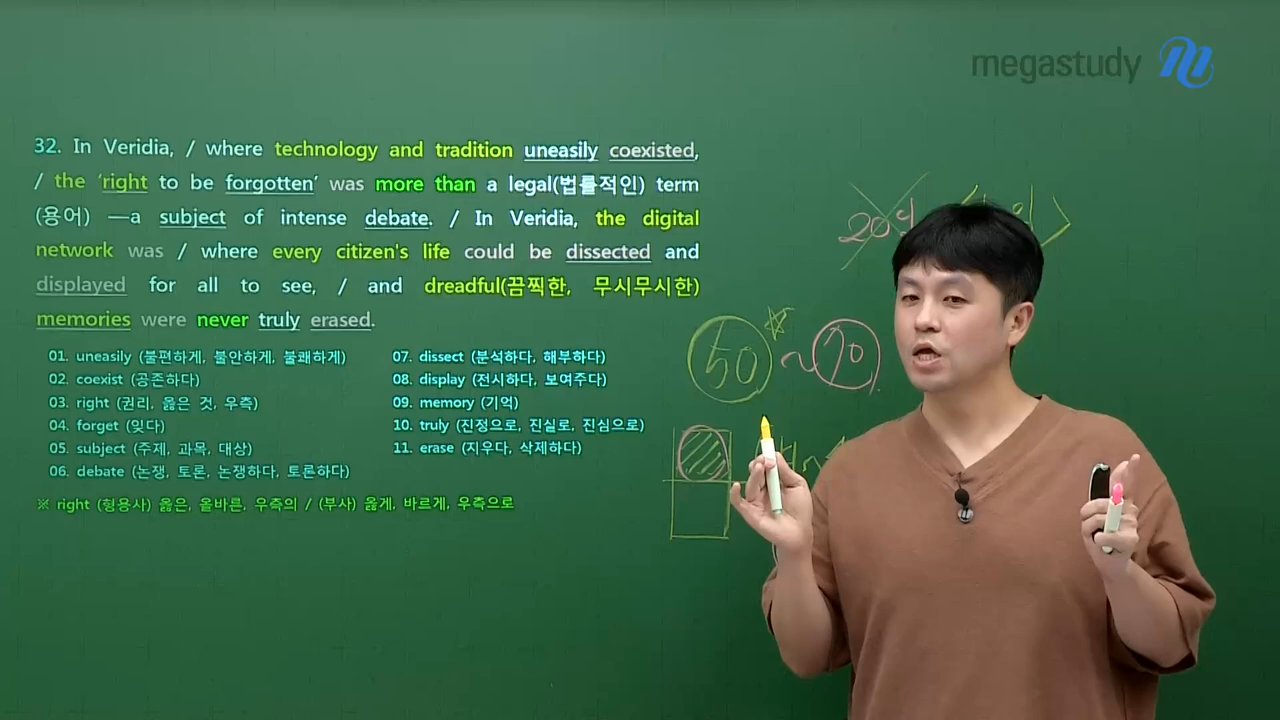 megastudy
32. In Veridia, / where technology and tradition uneasily coexisted,
/ the ‘right to be forgotten’ was more than a legal(법률적인) term
(용어) —a subject of intense debate. / In Veridia, the digital
network was / where every citizen's life could be dissected and
displayed for all to see, / and dreadful(끔찍한, 무시무시한)
memories were never truly erased.
01. uneasily (불편하게, 불안하게, 불쾌하게)
02. coexist (공존하다)
03. right (권리, 옳은 것, 우측)
04. forget (잊다)
05. subject (주제, 과목, 대상)
06. debate (논쟁, 토론, 논쟁하다, 토론하다)
07. dissect (분석하다, 해부하다)
08. display (전시하다, 보여주다)
09. memory (기억)
10. truly (진정으로, 진실로, 진심으로)
11. erase (지우다, 삭제하다)
※ right (형용사) 옳은, 올바른, 우측의 / (부사) 옳게, 바르게, 우측으로
50 ~ 70